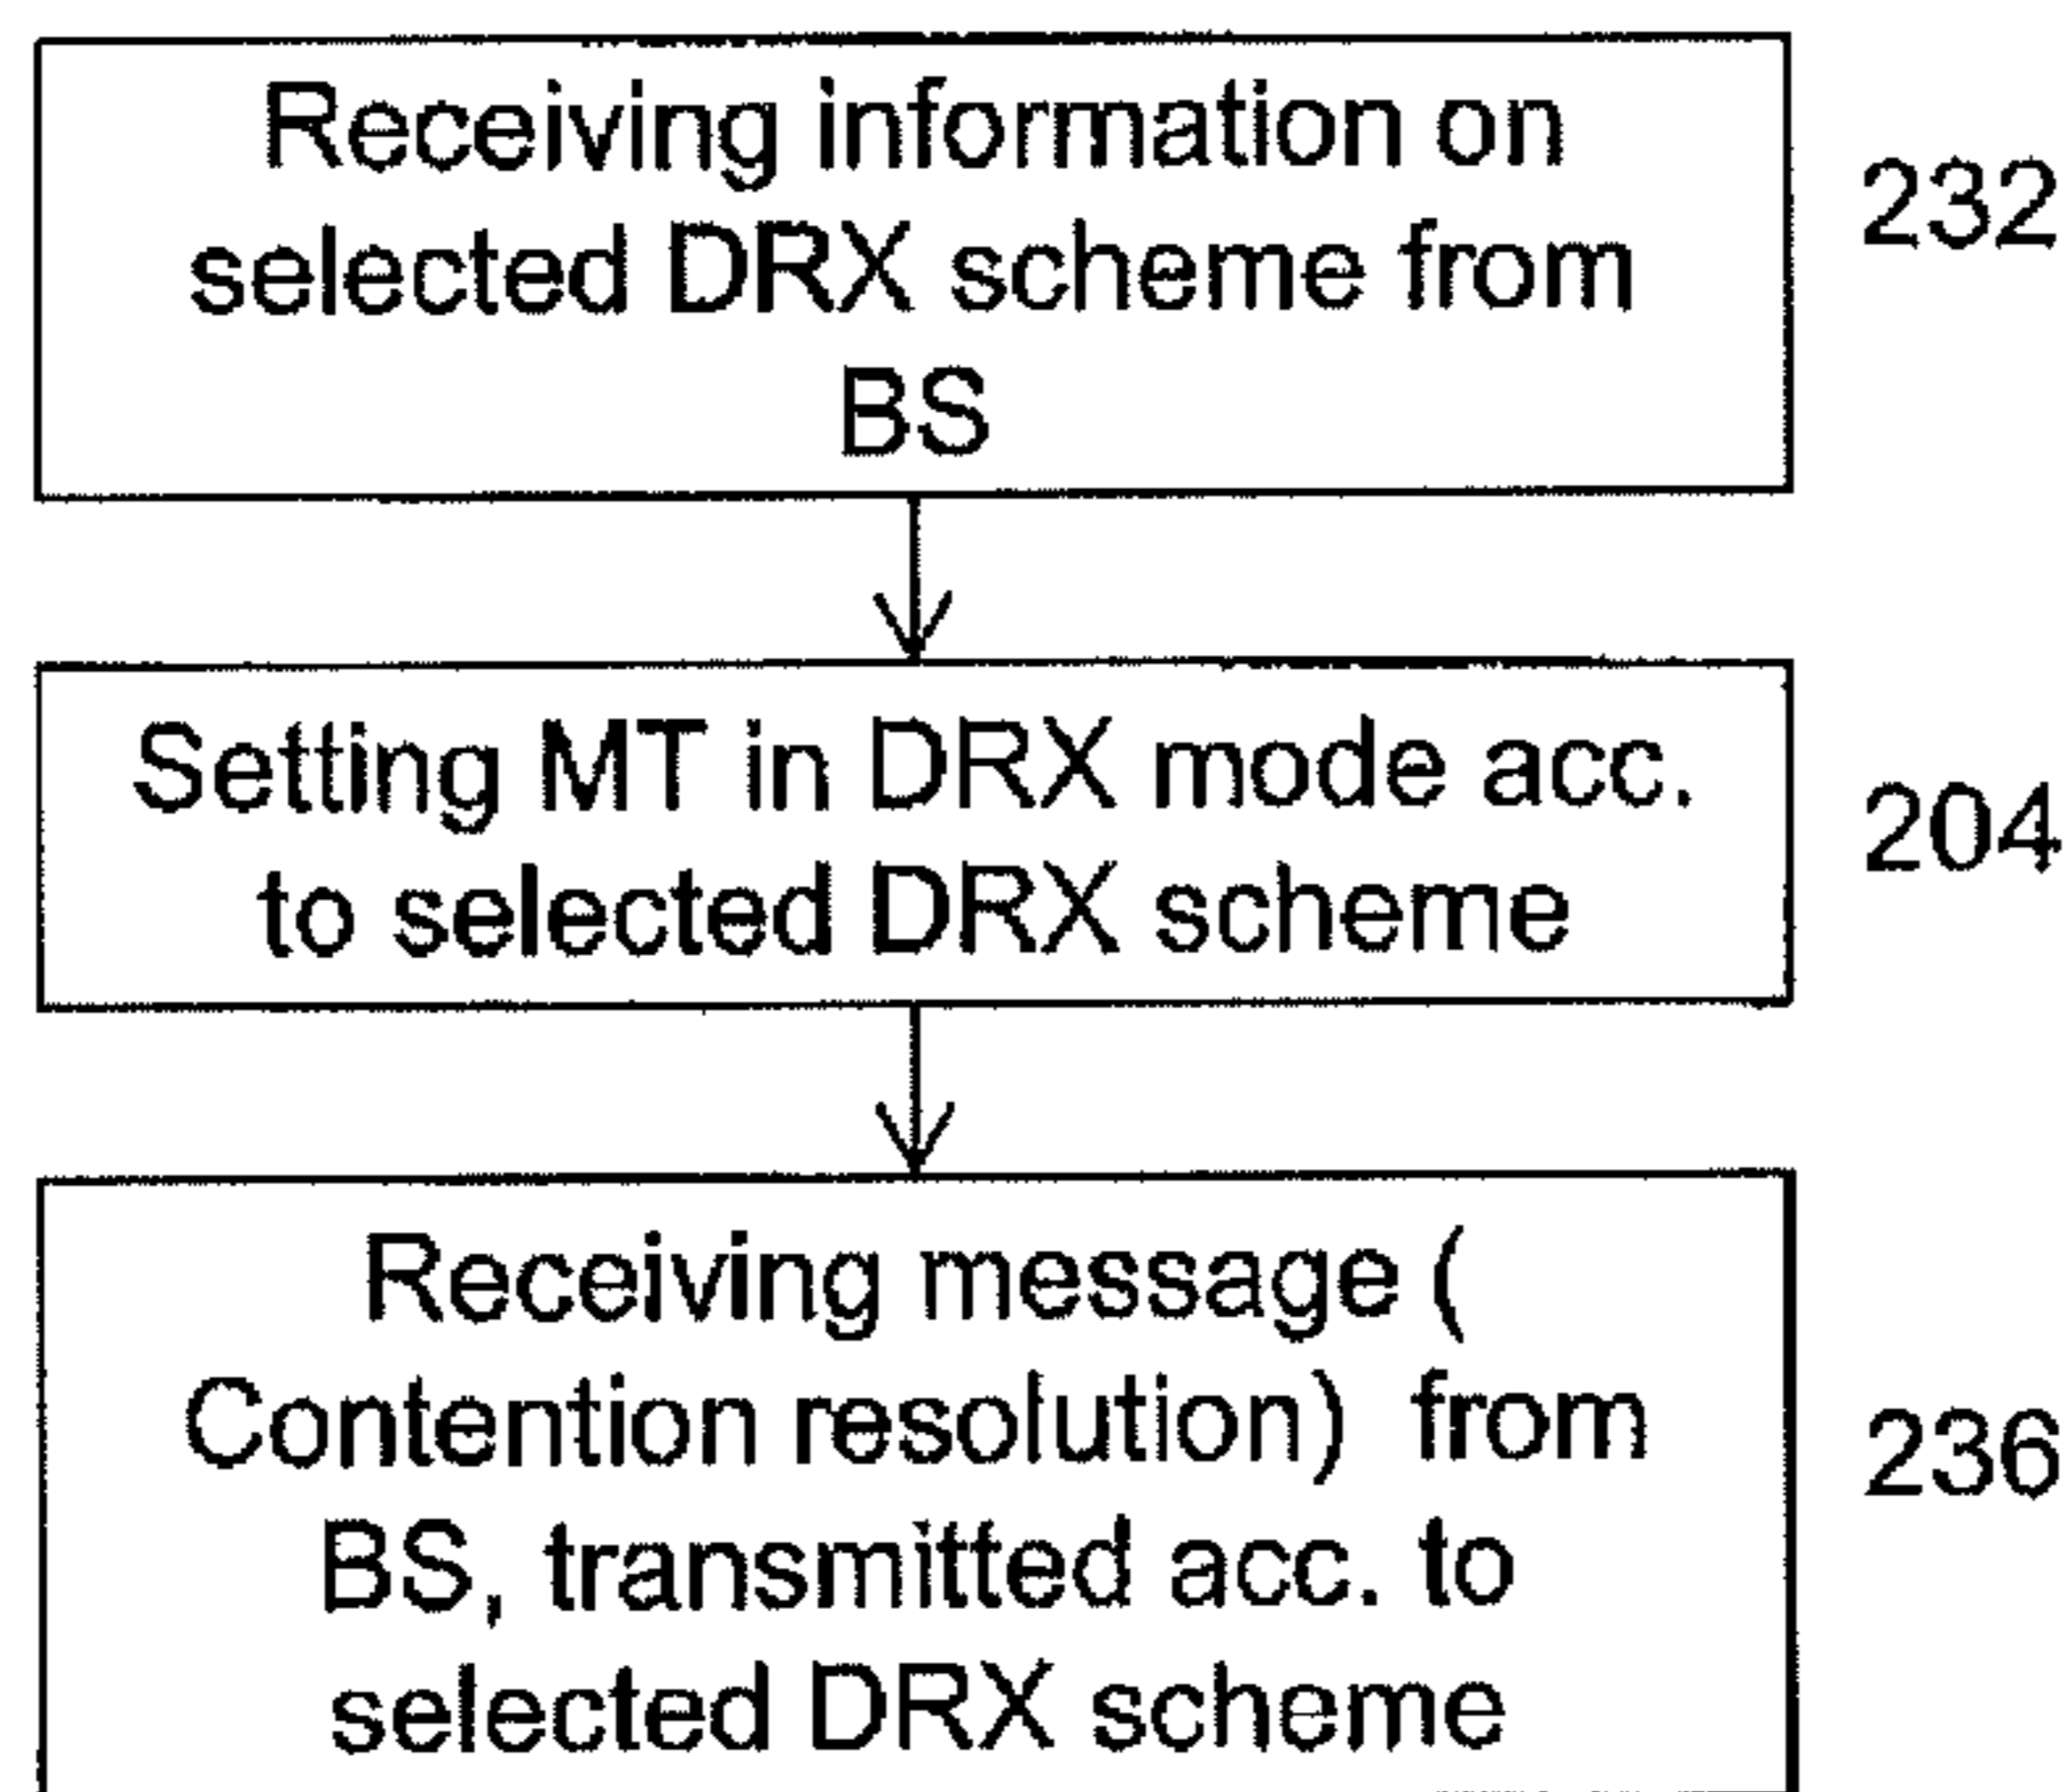 Receiving information on
selected DRX scheme from
BS
232
Setting MT in DRX mode acc.
to selected DRX scheme
204
Receiving message (
Contention resolution) from
BS, transmitted acc. to
selected DRX scheme
236